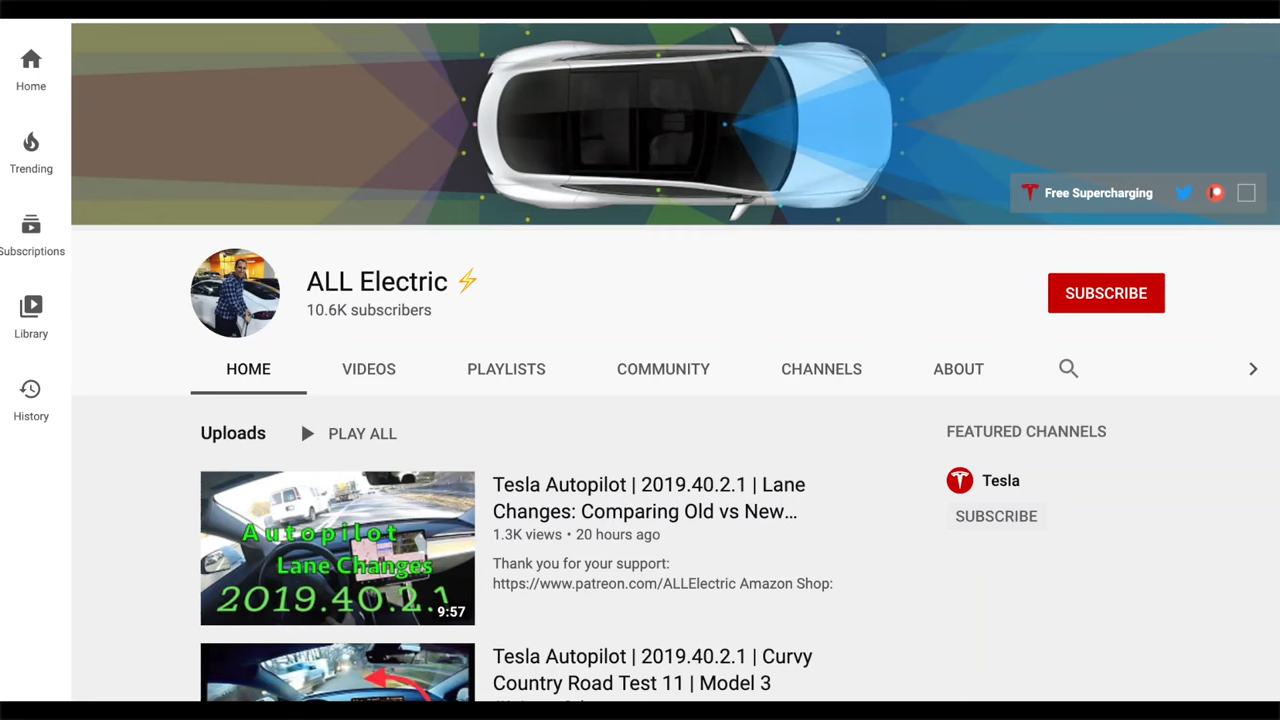 Home
Trending
Subscriptions
Library
History
Free Supercharging
ALL Electric ⚡
10.6K subscribers
SUBSCRIBE
HOME
VIDEOS
PLAYLISTS
COMMUNITY
CHANNELS
ABOUT
Uploads
PLAY ALL
Autopilot
Lane Changes
2019.40.2.1
9:57
Tesla Autopilot | 2019.40.2.1 | Lane
Changes: Comparing Old vs New…
1.3K views • 20 hours ago
Thank you for your support:
https://www.patreon.com/ALLElectric Amazon Shop:
Tesla Autopilot | 2019.40.2.1 | Curvy
Country Road Test 11 | Model 3
FEATURED CHANNELS
Tesla
SUBSCRIBE